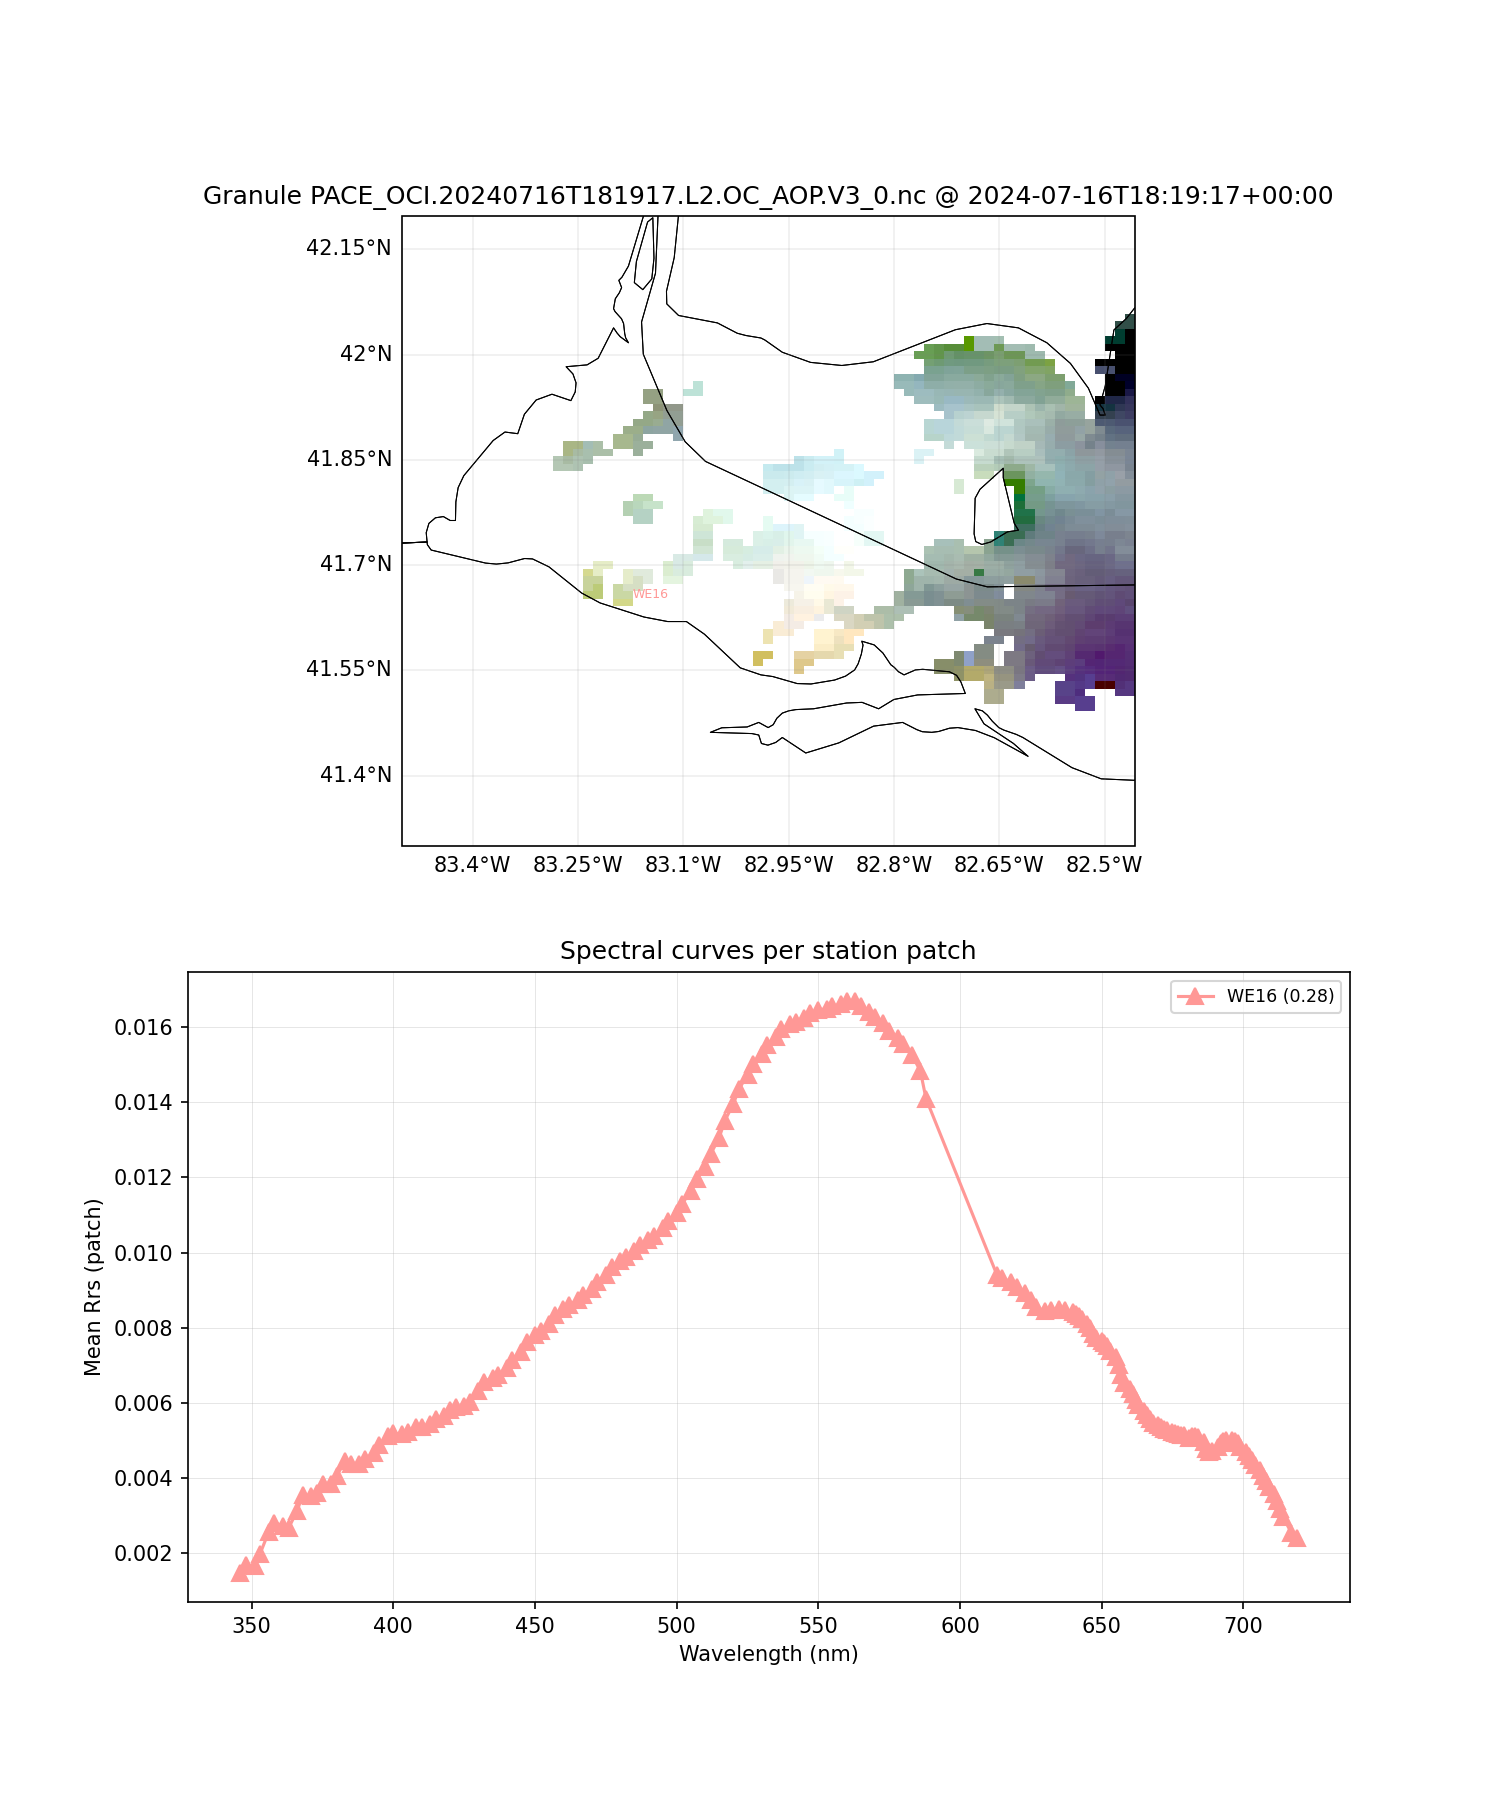 Granule PACE_OCI.20240716T181917.L2.OC_AOP.V3_0.nc @ 2024-07-16T18:19:17+00:00
42.15°N
42°N
41.85°N
41.7°N
41.55°N
41.4°N
WE16
83.4°W 83.25°W 83.1°W 82.95°W 82.8°W 82.65°W 82.5°W
Spectral curves per station patch
WE16 (0.28)
0.016
0.014
0.012
0.010
0.008
0.006
0.004
0.002
Mean Rrs (patch)
350 400 450 500 550 600 650 700
Wavelength (nm)